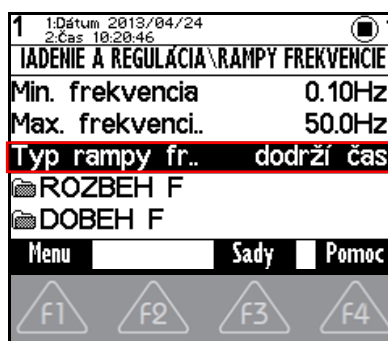 1 1:Dátum 2013/04/24
2:Čas 10:20:46
IADENIE A REGULÁCIA\RAMPY FREKVENCIE
Min. frekvencia 0.10Hz
Max. frekvenci.. 50.0Hz
Typ rampy fr.. dodrží čas
ROZBEH F
DOBEH F
Menu Sady Pomoc
F1 F2 F3 F4